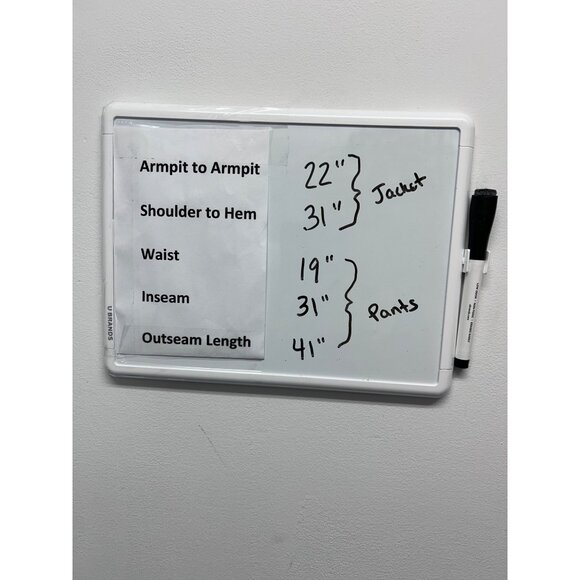 Armpit to Armpit 22"
Shoulder to Hem 31"
Jacket
Waist 19"
Inseam 31"
Outseam Length 41"
Pants
U BRANDS